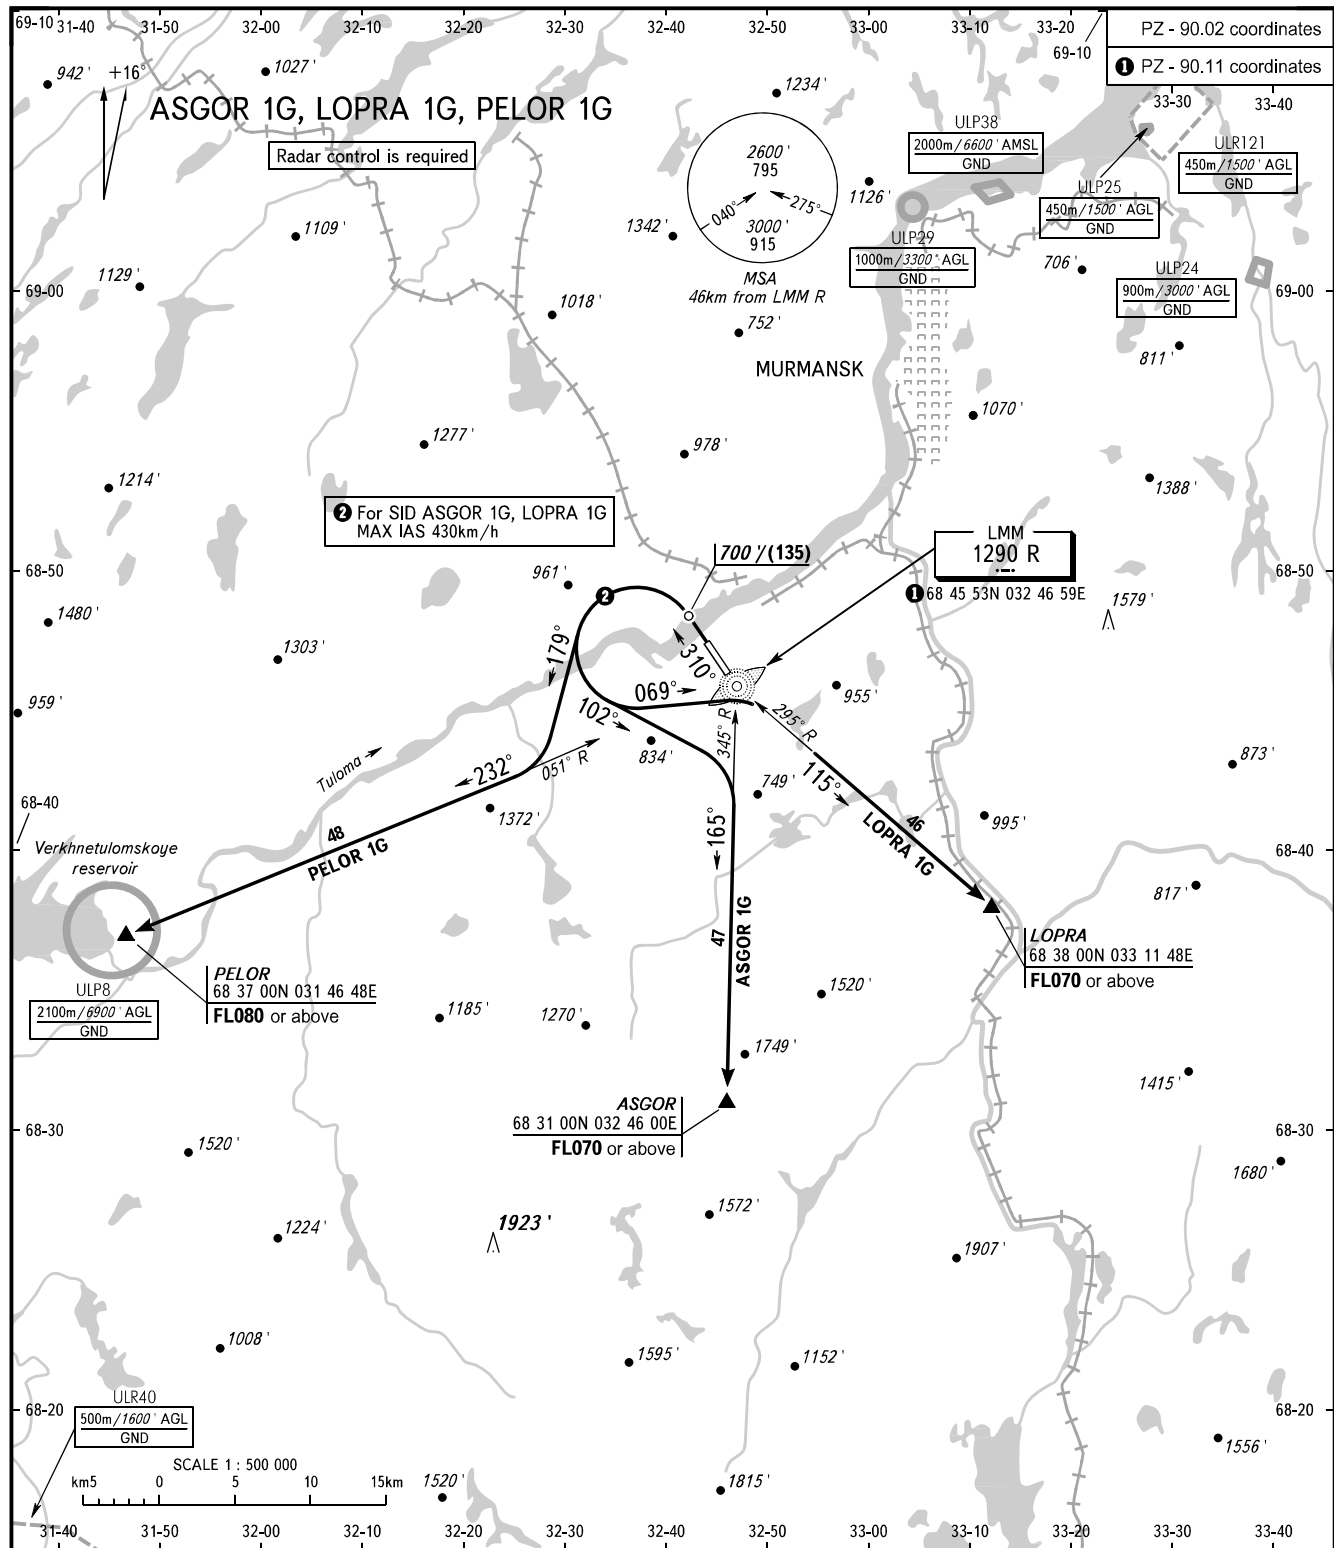 69-10
31-40
31-50
32-00
32-10
32-20
32-30
32-40
32-50
33-00
33-10
33-20
69-10
PZ - 90.02 coordinates
1 PZ - 90.11 coordinates
33-30
33-40
942'
+16°
1027'
1234'
ASGOR 1G, LOPRA 1G, PELOR 1G
Radar control is required
2600'
795
040°
275°
3000'
915
MSA
46km from LMM R
ULP38
2000m/6600' AMSL
GND
ULR121
450m/1500' AGL
GND
ULP25
450m/1500' AGL
GND
1126'
1109'
1342'
ULP29
1000m/3300' AGL
GND
706'
ULP24
900m/3000' AGL
GND
1129'
69-00
69-00
1018'
752'
811'
MURMANSK
1070'
1277'
978'
1214'
1388'
2 For SID ASGOR 1G, LOPRA 1G
MAX IAS 430km/h
LMM
1290 R
1 68 45 53N 032 46 59E
700'/(135)
68-50
68-50
961'
2
1579'
1480'
1303'
179°
310°
069°
955'
959'
102°
295° R
345° R
834'
Tuloma
232°
051° R
749'
115°
873'
68-40
1372'
165°
46
LOPRA 1G
995'
48
PELOR 1G
Verkhnetulomskoye
reservoir
68-40
817'
47
ASGOR 1G
LOPRA
68 38 00N 033 11 48E
FL070 or above
PELOR
68 37 00N 031 46 48E
FL080 or above
ULP8
2100m/6900' AGL
GND
1185'
1270'
1520'
1749'
1415'
ASGOR
68 31 00N 032 46 00E
FL070 or above
68-30
68-30
1520'
1680'
1224'
1923'
1572'
1907'
1008'
1595'
1152'
ULR40
500m/1600' AGL
GND
68-20
68-20
1556'
SCALE 1 : 500 000
km5
0
5
10
15km
1520'
1815'
31-40
31-50
32-00
32-10
32-20
32-30
32-40
32-50
33-00
33-10
33-20
33-30
33-40